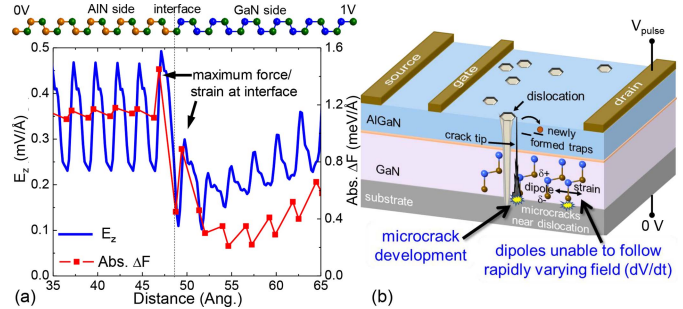 0V AlN side interface GaN side 1V
0.5
0.4
0.3
0.2
0.1
0.0
E_z (mV/Å)
1.6
1.2
0.8
0.4
0.0
Abs. ΔF (meV/Å)
maximum force/
strain at interface
E_z
Abs. ΔF
35 40 45 50 55 60 65
Distance (Ang.)
(a)
V_pulse
source
gate
drain
dislocation
AlGaN
newly
formed traps
crack tip
GaN
δ+
dipole
strain
δ-
substrate
microcracks
near dislocation
0 V
microcrack
development
dipoles unable to follow
rapidly varying field (dV/dt)
(b)